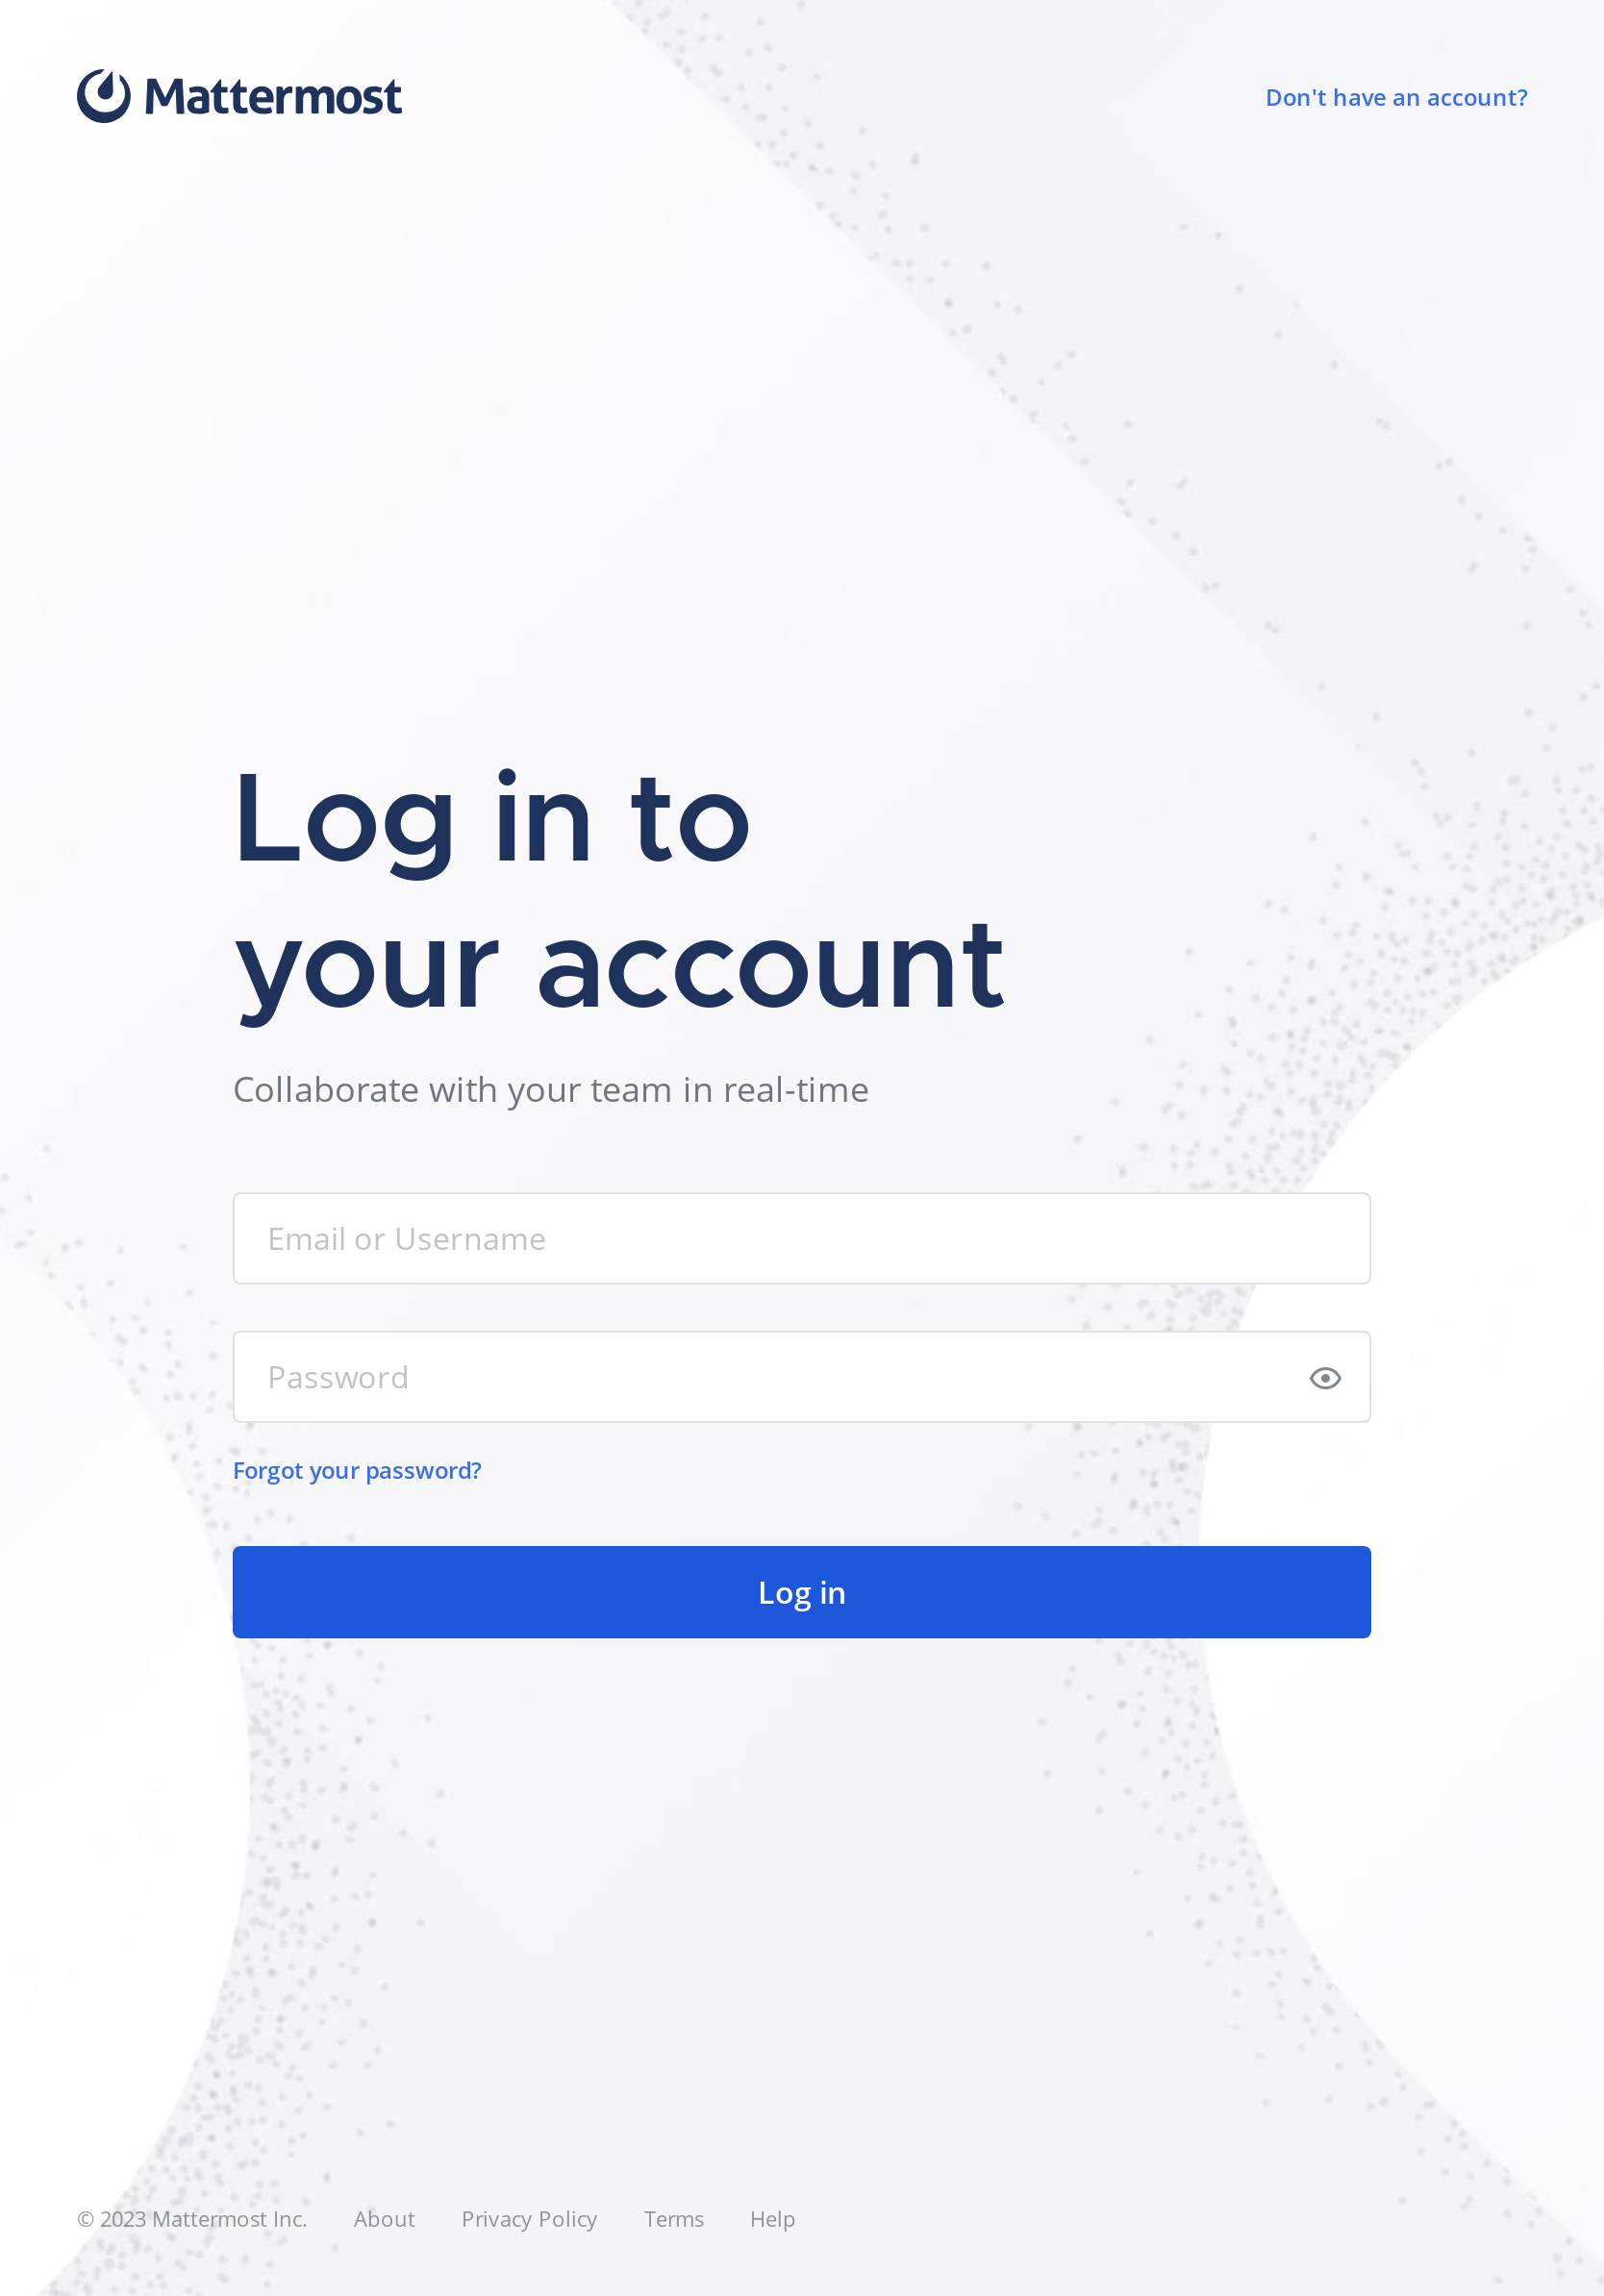 Mattermost
Don't have an account?
Log in to
your account
Collaborate with your team in real-time
Email or Username
Password
Forgot your password?
Log in
© 2023 Mattermost Inc. About Privacy Policy Terms Help